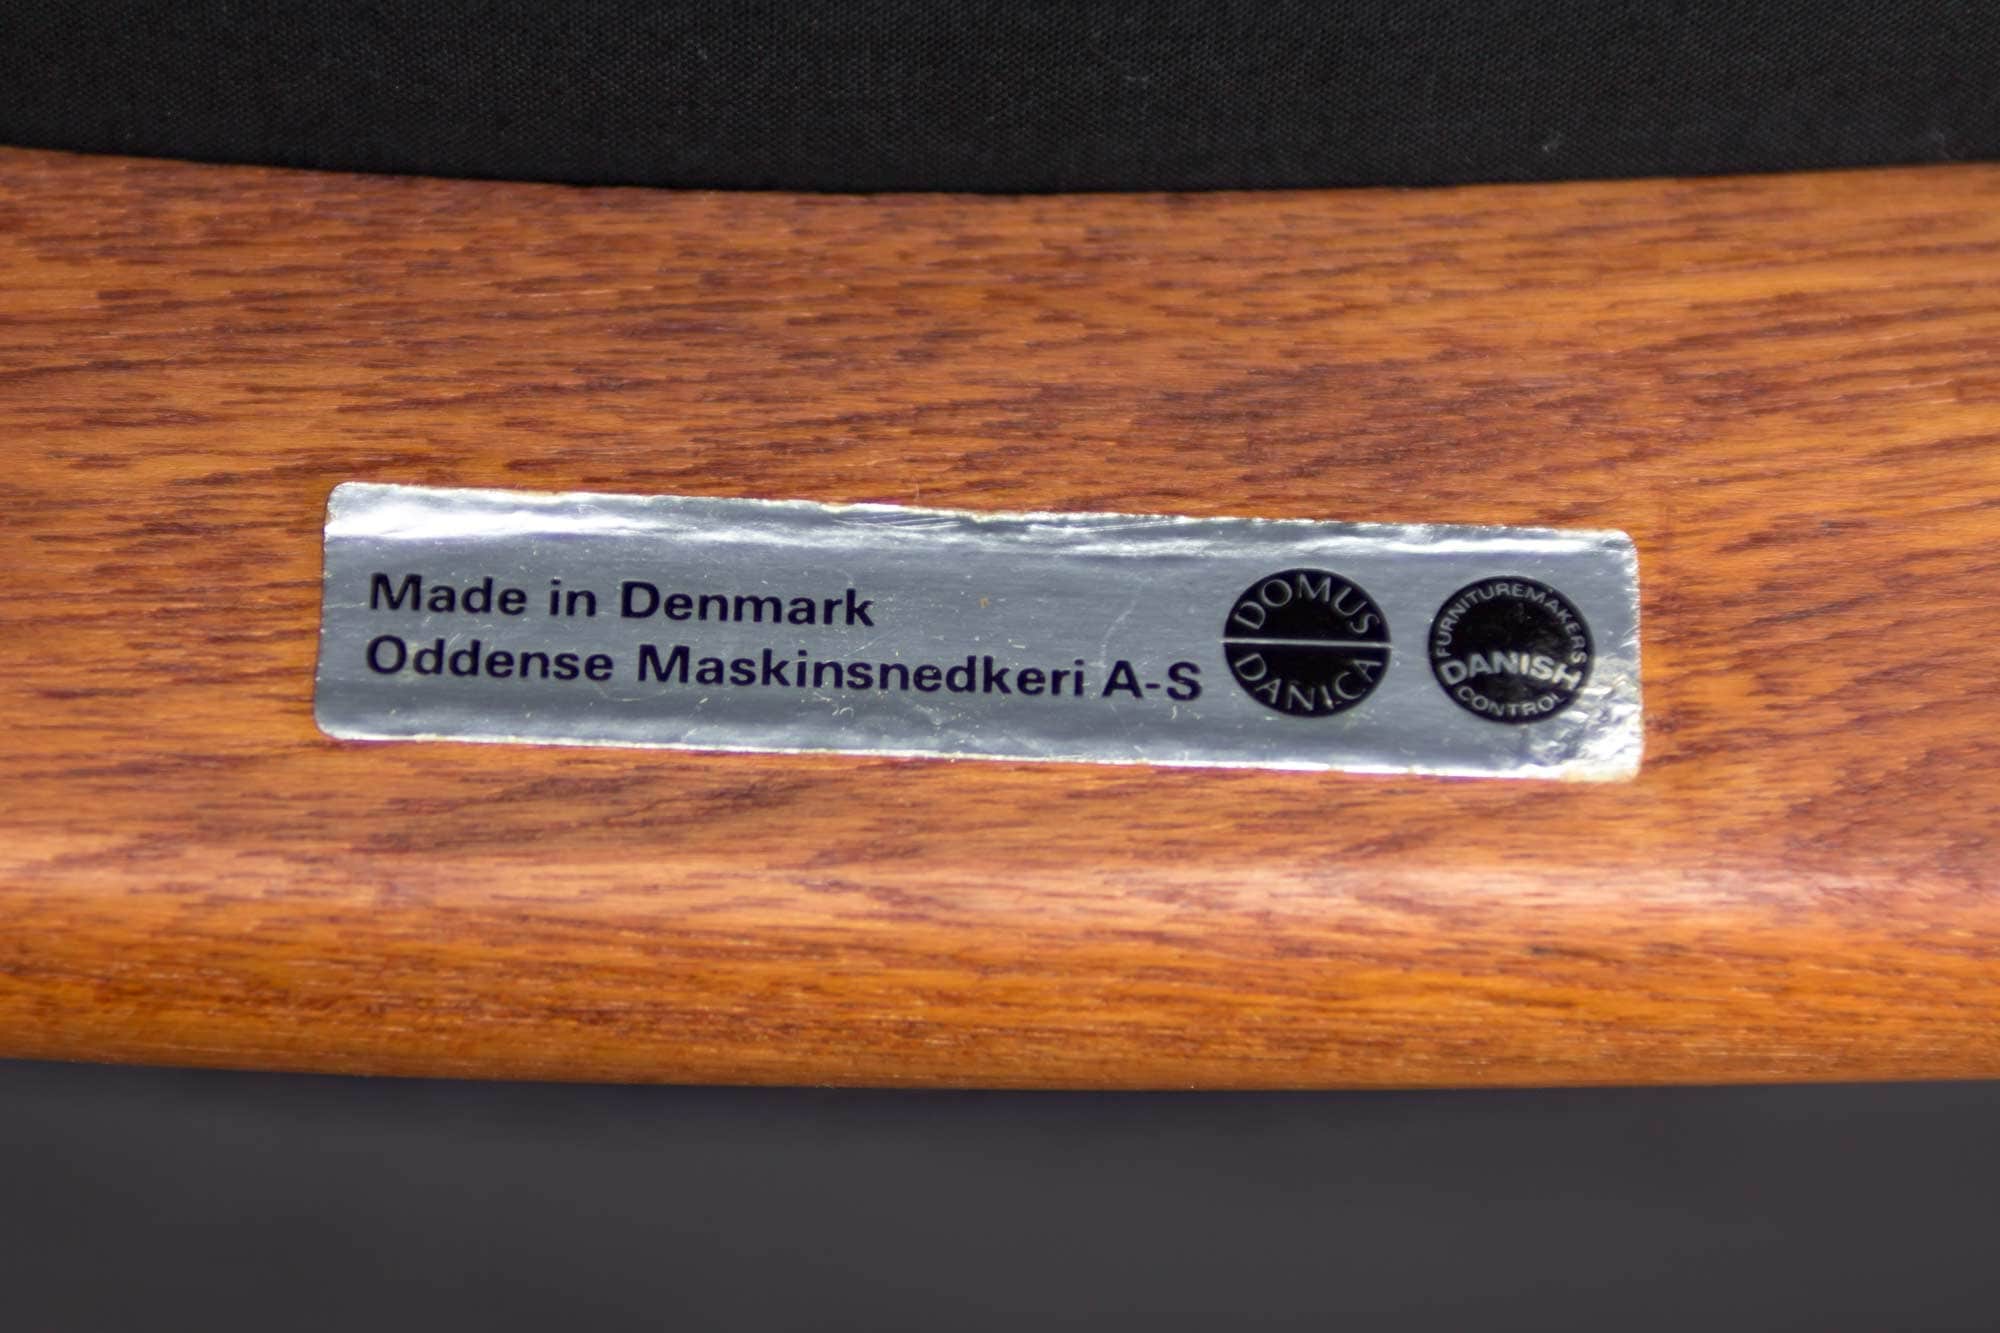 Made in Denmark
Oddense Maskinsnedkeri A-S
DOMUS
DANICA
FURNITUREMAKERS
DANISH
CONTROL